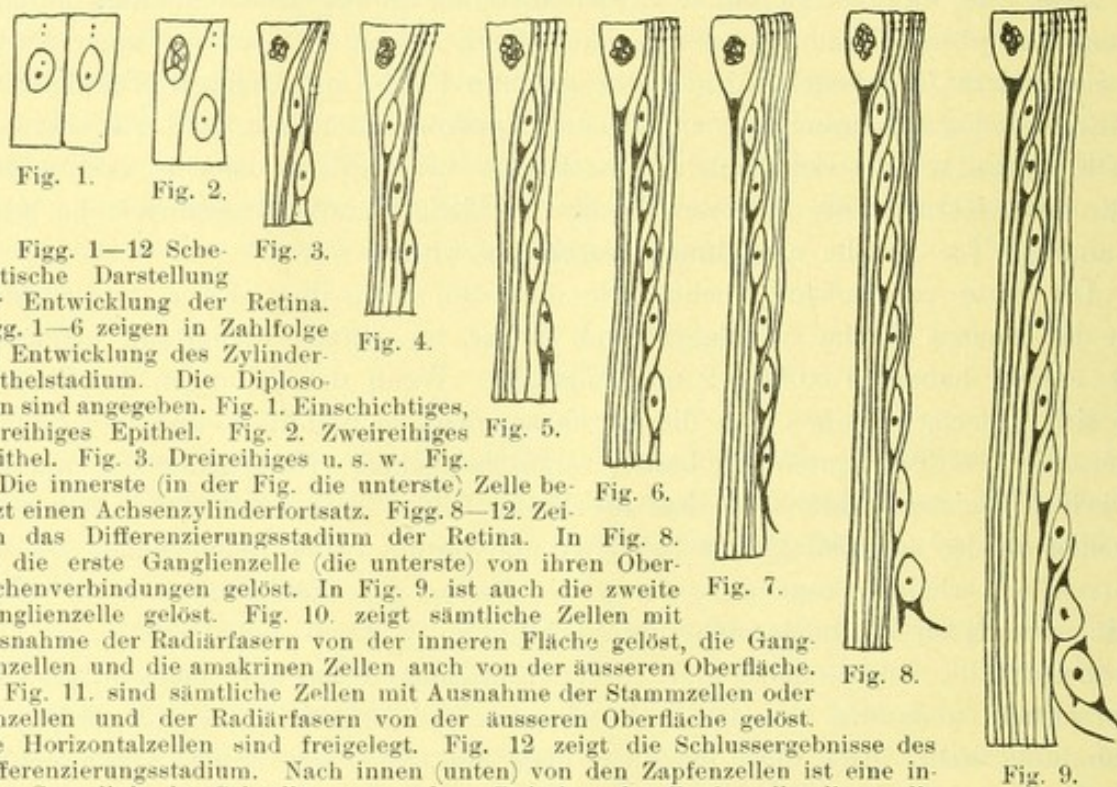 Fig. 1.
Fig. 2.
Fig. 3.
Fig. 4.
Fig. 5.
Fig. 6.
Fig. 7.
Fig. 8.
Fig. 9.
Figg. 1—12 Sche-
tische Darstellung
Entwicklung der Retina.
gg. 1—6 zeigen in Zahlfolge
Entwicklung des Zylinder-
thelstadium. Die Diploso-
en sind angegeben. Fig. 1. Einschichtiges,
reihiges Epithel. Fig. 2. Zweireihiges
ithel. Fig. 3. Dreireihiges u. s. w. Fig.
Die innerste (in der Fig. die unterste) Zelle be-
zt einen Achsenzylinderfortsatz. Figg. 8—12. Zei-
n das Differenzierungsstadium der Retina. In Fig. 8.
die erste Ganglienzelle (die unterste) von ihren Ober-
chenverbindungen gelöst. In Fig. 9. ist auch die zweite
nglienzelle gelöst. Fig. 10. zeigt sämtliche Zellen mit
snahme der Radiärfasern von der inneren Fläche gelöst, die Gang-
nzellen und die amakrinen Zellen auch von der äusseren Oberfläche.
Fig. 11. sind sämtliche Zellen mit Ausnahme der Stammzellen oder
nzellen und der Radiärfasern von der äusseren Oberfläche gelöst.
e Horizontalzellen sind freigelegt. Fig. 12 zeigt die Schlussergebnisse des
fferenzierungsstadium. Nach innen (unten) von den Zapfenzellen ist eine in-